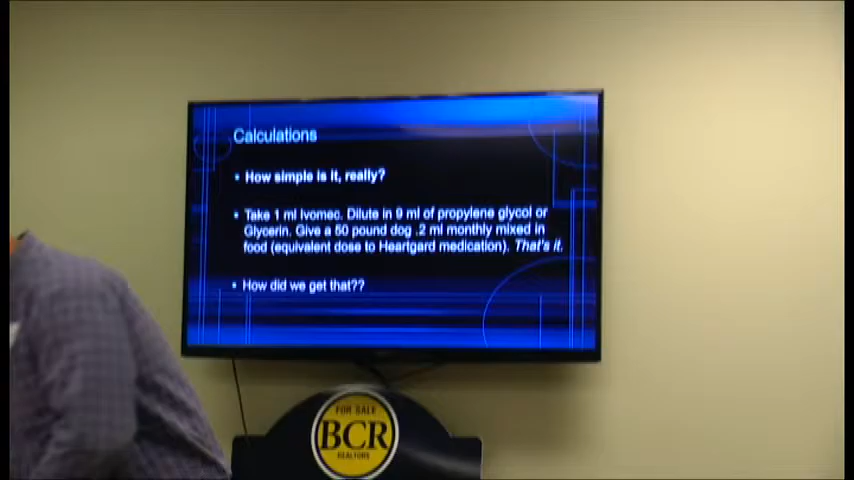 Calculations
• How simple is it, really?
• Take 1 ml Ivomec. Dilute in 9 ml of propylene glycol or
Glycerin. Give a 50 pound dog .2 ml monthly mixed in
food (equivalent dose to Heartgard medication). That's it.
• How did we get that??
FOR SALE
BCR
REALTORS